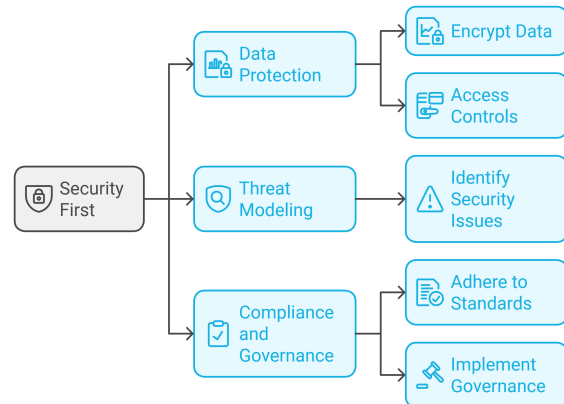 Security
First
Data
Protection
Encrypt Data
Access
Controls
Threat
Modeling
Identify
Security
Issues
Compliance
and
Governance
Adhere to
Standards
Implement
Governance